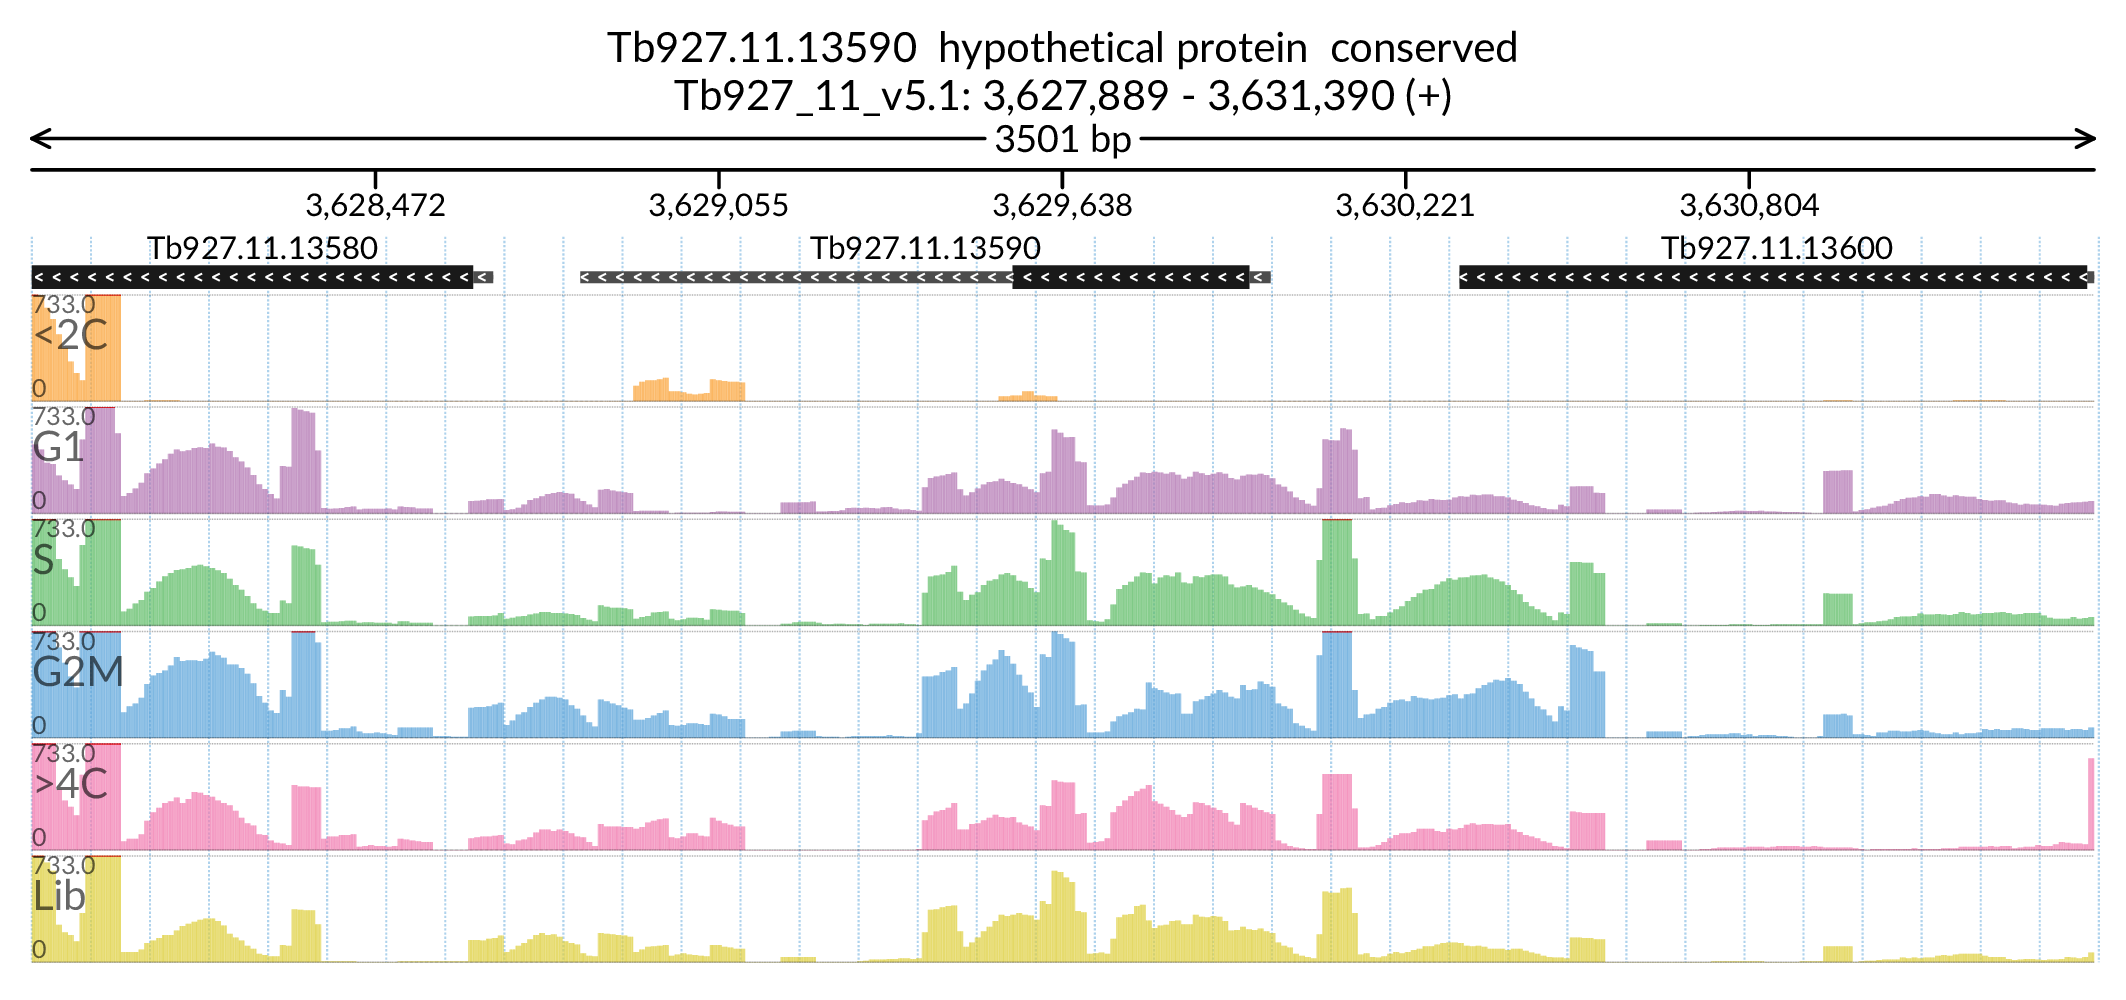 Tb927.11.13590 hypothetical protein conserved
Tb927_11_v5.1: 3,627,889 - 3,631,390 (+)
3501 bp
3,628,472 3,629,055 3,629,638 3,630,221 3,630,804
Tb927.11.13580 Tb927.11.13590 Tb927.11.13600
733.0
<2C
0
733.0
G1
0
733.0
S
0
733.0
G2M
0
733.0
>4C
0
733.0
Lib
0